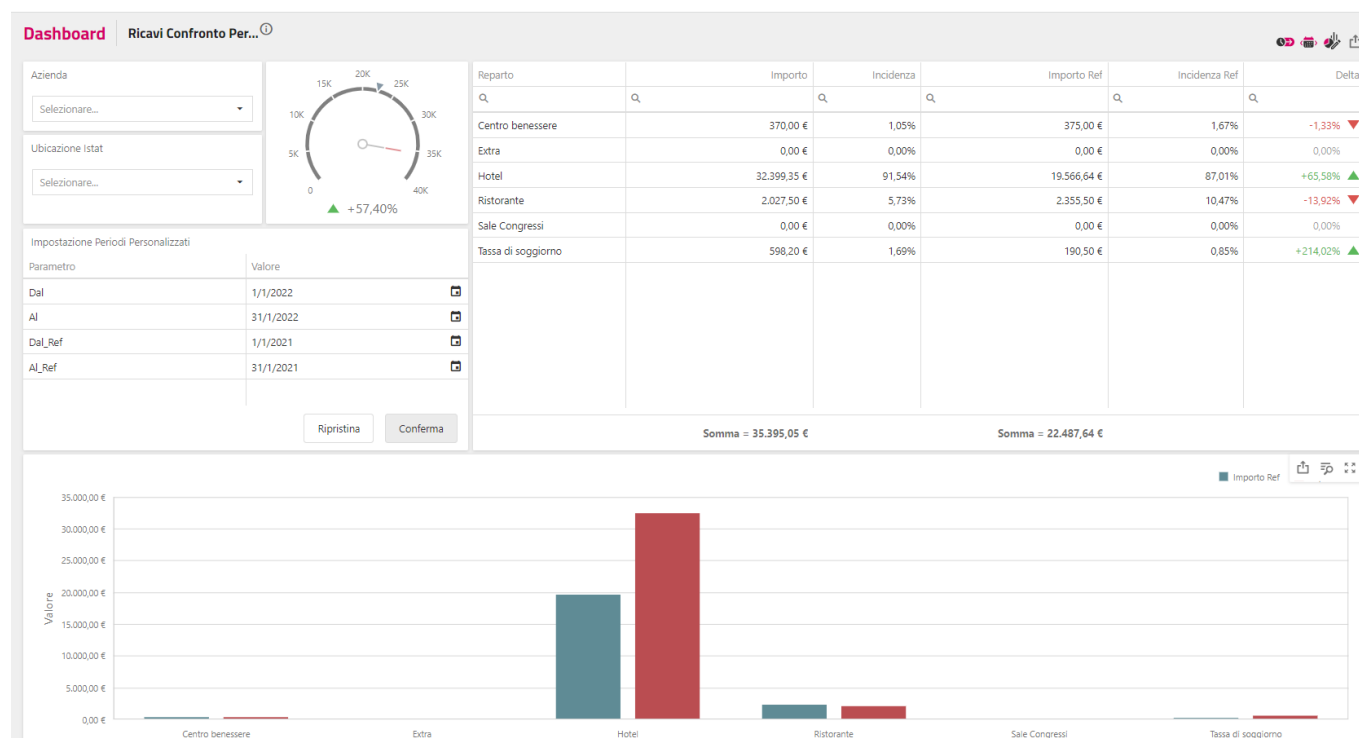 Dashboard Ricavi Confronto Per...
Azienda
Selezionare...
Ubicazione Istat
Selezionare...
0 5K 10K 15K 20K 25K 30K 35K 40K
+57,40%
Impostazione Periodi Personalizzati
Parametro Valore
Dal 1/1/2022
Al 31/1/2022
Dal_Ref 1/1/2021
Al_Ref 31/1/2021
Ripristina Conferma
Reparto Importo Incidenza Importo Ref Incidenza Ref Delta
Centro benessere 370,00 € 1,05% 375,00 € 1,67% -1,33%
Extra 0,00 € 0,00% 0,00 € 0,00% 0,00%
Hotel 32.399,35 € 91,54% 19.566,64 € 87,01% +65,58%
Ristorante 2.027,50 € 5,73% 2.355,50 € 10,47% -13,92%
Sale Congressi 0,00 € 0,00% 0,00 € 0,00% 0,00%
Tassa di soggiorno 598,20 € 1,69% 190,50 € 0,85% +214,02%
Somma = 35.395,05 € Somma = 22.487,64 €
Importo Ref
Valore
35.000,00 €
30.000,00 €
25.000,00 €
20.000,00 €
15.000,00 €
10.000,00 €
5.000,00 €
0,00 €
Centro benessere Extra Hotel Ristorante Sale Congressi Tassa di soggiorno